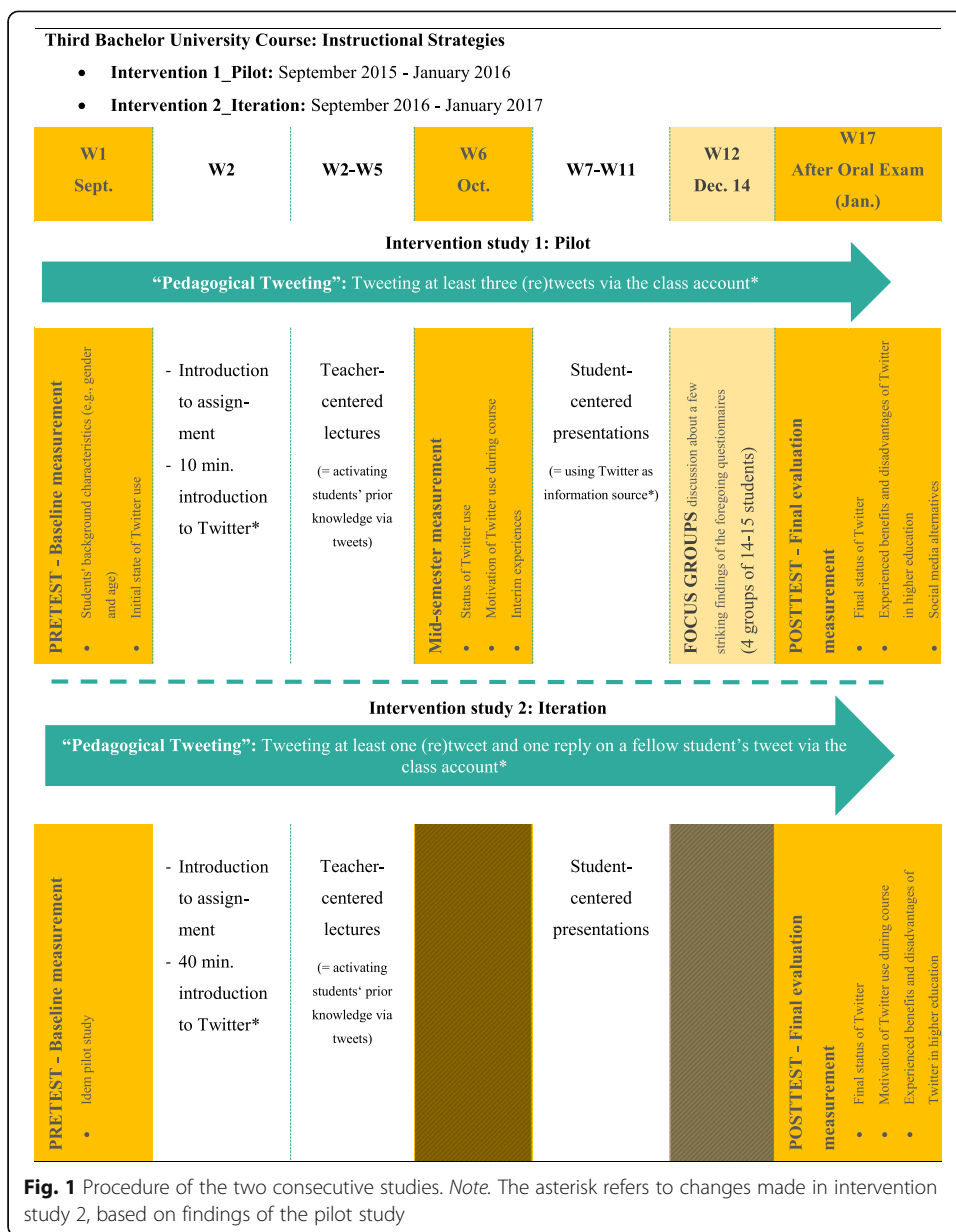 Third Bachelor University Course: Instructional Strategies
• Intervention 1_Pilot: September 2015 - January 2016
• Intervention 2_Iteration: September 2016 - January 2017
W1
Sept.
W2
W2-W5
W6
Oct.
W7-W11
W12
Dec. 14
W17
After Oral Exam
(Jan.)
Intervention study 1: Pilot
“Pedagogical Tweeting”: Tweeting at least three (re)tweets via the class account*
PRETEST - Baseline measurement
• Students' background characteristics (e.g., gender
and age)
• Initial state of Twitter use
- Introduction
to assign-
ment
- 10 min.
introduction
to Twitter*
Teacher-
centered
lectures
(= activating
students' prior
knowledge via
tweets)
Mid-semester measurement
• Status of Twitter use
• Motivation of Twitter use during course
• Interim experiences
Student-
centered
presentations
(= using Twitter as
information source*)
FOCUS GROUPS discussion about a few
striking findings of the foregoing questionnaires
(4 groups of 14-15 students)
POSTTEST - Final evaluation
measurement
• Final status of Twitter
• Experienced benefits and disadvantages of Twitter
in higher education
• Social media alternatives
Intervention study 2: Iteration
“Pedagogical Tweeting”: Tweeting at least one (re)tweet and one reply on a fellow student's tweet via the
class account*
PRETEST - Baseline measurement
• Idem pilot study
- Introduction
to assign-
ment
- 40 min.
introduction
to Twitter*
Teacher-
centered
lectures
(= activating
students‘ prior
knowledge via
tweets)
Student-
centered
presentations
POSTTEST - Final evaluation
measurement
• Final status of Twitter
• Motivation of Twitter use during course
• Experienced benefits and disadvantages of
Twitter in higher education
Fig. 1 Procedure of the two consecutive studies. Note. The asterisk refers to changes made in intervention
study 2, based on findings of the pilot study